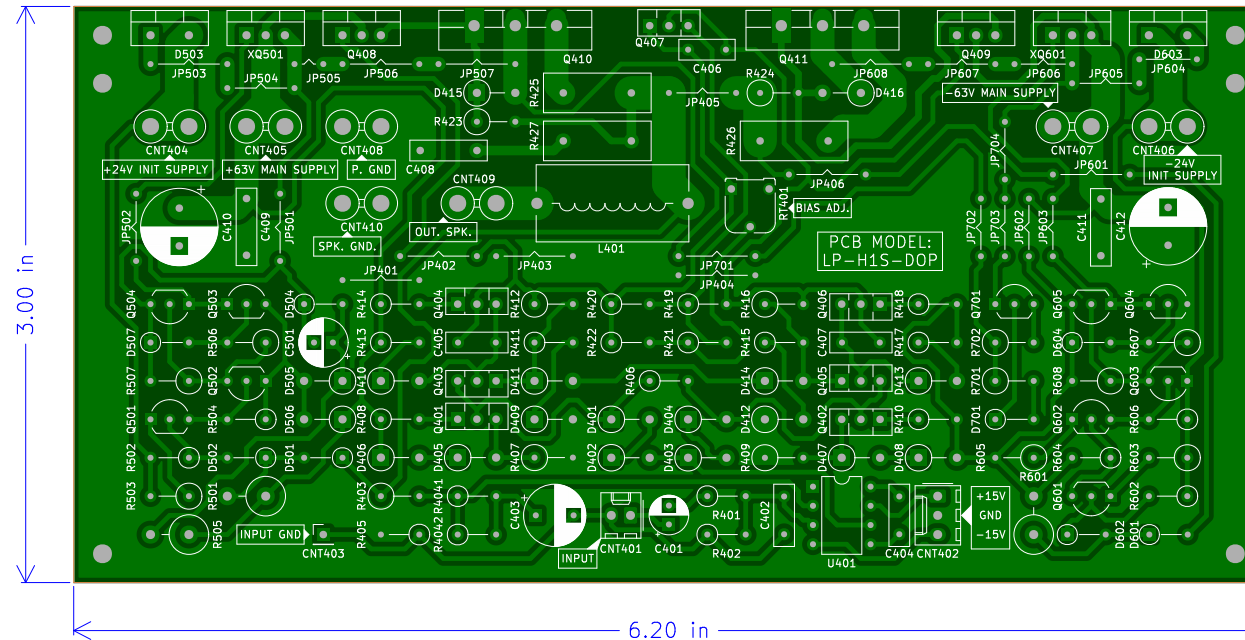 D503 XQ501 Q408 Q410 Q407 C406 Q411 Q409 XQ601 D603
JP503 JP504 JP505 JP506 JP507 JP608 JP607 JP606 JP605 JP604
D415 R425 JP405 R424 D416 -63V MAIN SUPPLY
R423 R427 R426 JP704
CNT404 CNT405 CNT408 C408 CNT407 CNT406
+24V INIT SUPPLY +63V MAIN SUPPLY P. GND JP601 -24V
INIT SUPPLY
CNT409 JP406 RT401
JP502 C410 C409 JP501 BIAS ADJ. JP702 JP703 JP602 JP603 C411 C412
CNT410 OUT. SPK.
SPK. GND. L401 PCB MODEL:
LP-H1S-DOP
JP401 JP402 JP403 JP701
JP404
Q504 Q503 D504 R414 Q404 R412 R420 R419 R416 Q406 R418 Q701 Q605 Q604
D507 R506 C501 R413 C405 R411 R422 R421 R415 C407 R417 R702 D604 R607
R507 Q502 D505 D410 Q403 D411 R406 D414 Q405 D413 R701 R608 Q603
Q501 R504 D506 R408 Q401 D409 D401 D404 D412 Q402 R410 D701 Q602 R606
R502 D502 D501 D406 D405 R407 D402 D403 R409 D407 D408 R605 R604 R603
R601
R503 R501 R403 R4041 C403 R401 C402 Q601 R602
+15V
GND
-15V
R505 INPUT GND R405 R4042 CNT401 C401 R402 C404 CNT402 D602 D601
CNT403 INPUT U401
3.00 in
6.20 in